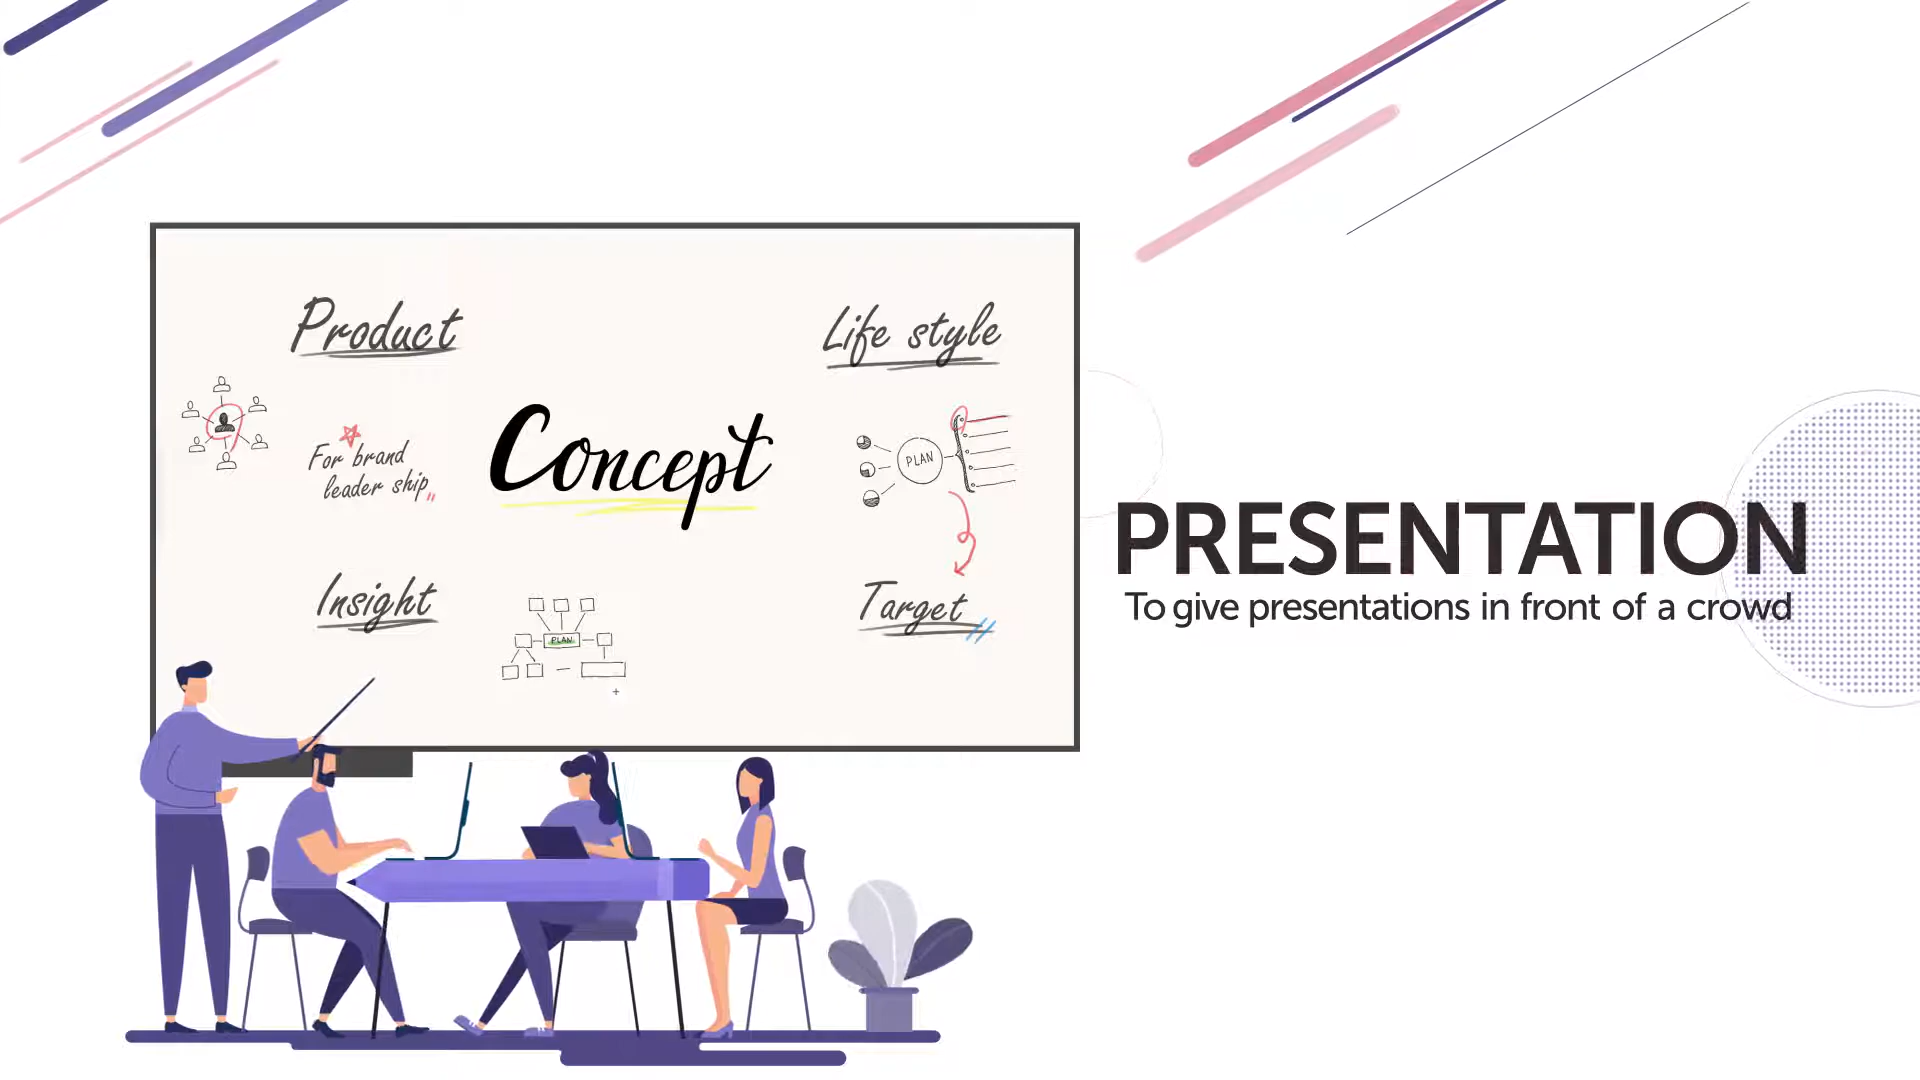 Product
Life style
Concept
For brand
leader ship
PLAN
Insight
Target
PLAN
PRESENTATION
To give presentations in front of a crowd